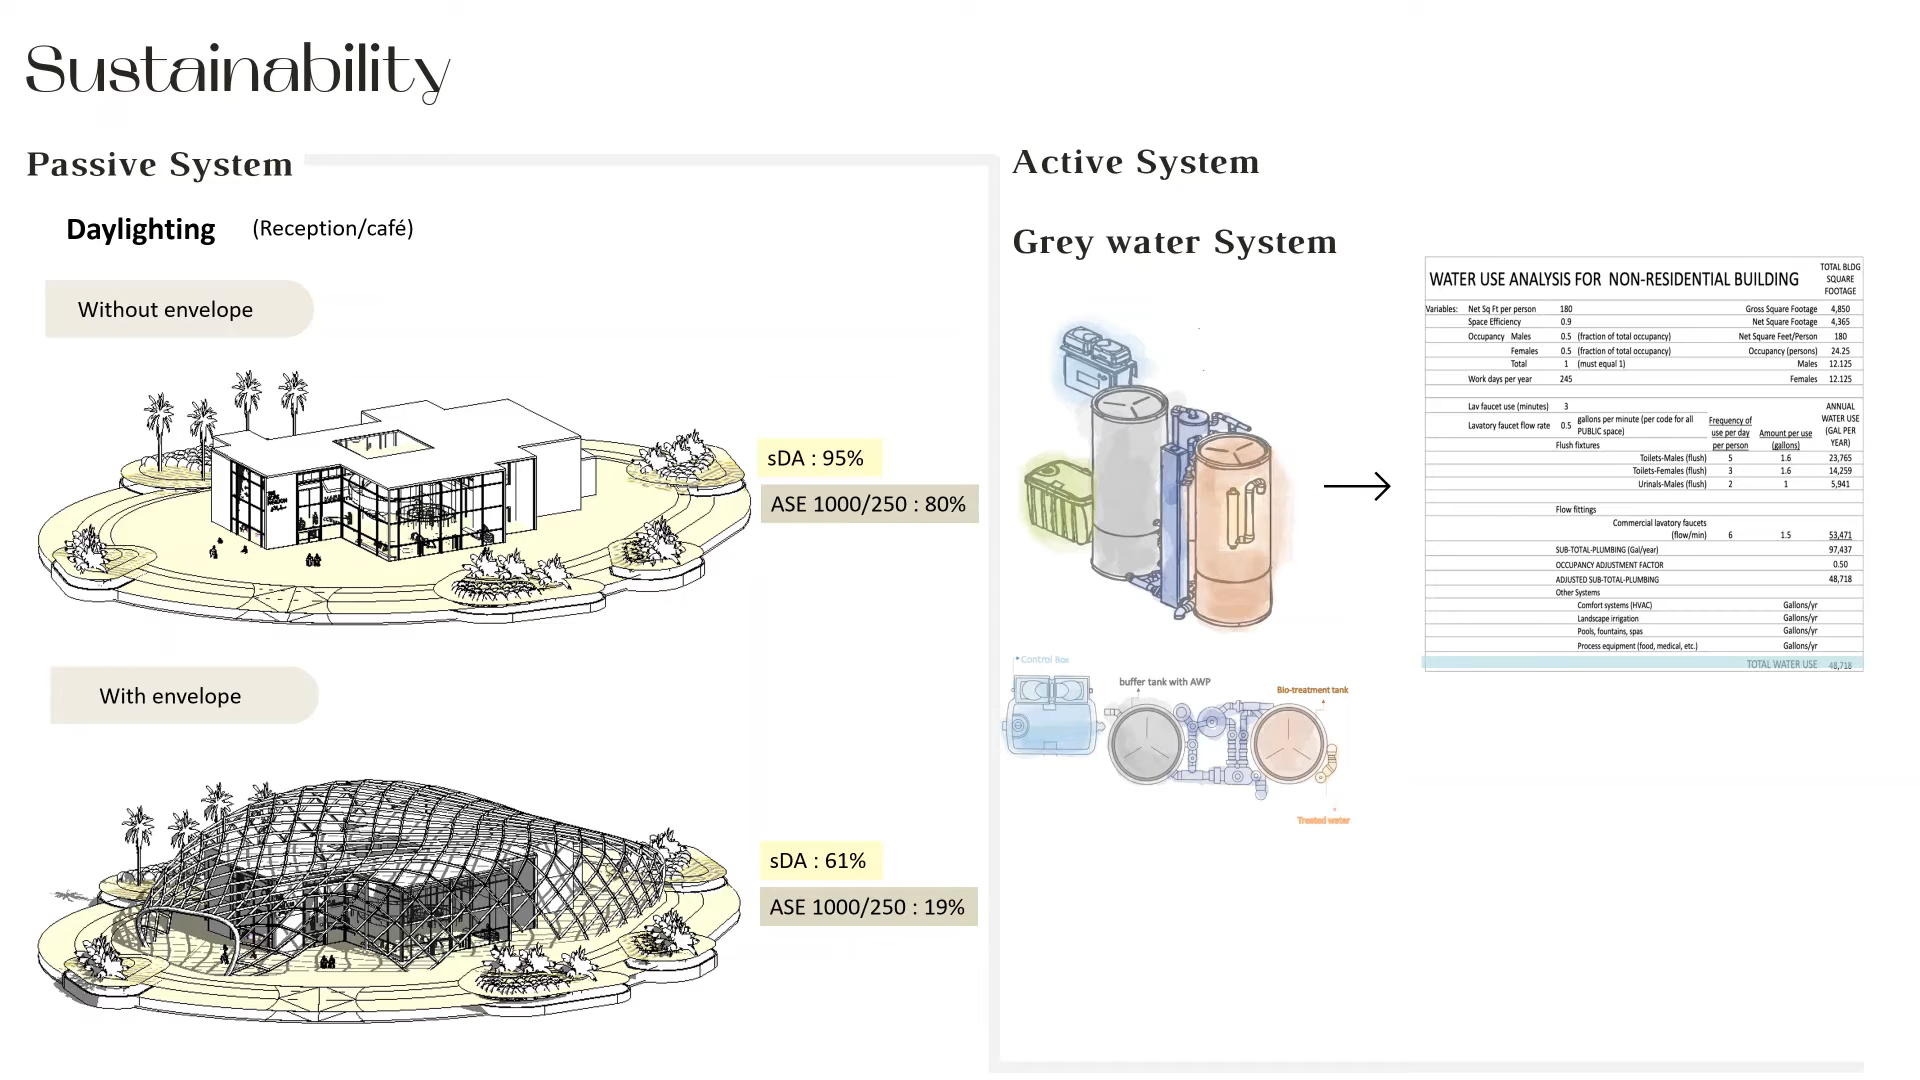 Sustainability
Passive System
Daylighting (Reception/café)
Without envelope
sDA : 95%
ASE 1000/250 : 80%
With envelope
sDA : 61%
ASE 1000/250 : 19%
Active System
Grey water System
Control Box
buffer tank with AWP
Bio-treatment tank
Treated water
WATER USE ANALYSIS FOR NON-RESIDENTIAL BUILDING
TOTAL BLDG
SQUARE
FOOTAGE
Variables: Net Sq Ft per person 180 Gross Square Footage 4,850
Space Efficiency 0.9 Net Square Footage 4,365
Occupancy Males 0.5 (fraction of total occupancy) Net Square Feet/Person 180
Females 0.5 (fraction of total occupancy) Occupancy (persons) 24.25
Total 1 (must equal 1) Males 12.125
Work days per year 245 Females 12.125
Lav faucet use (minutes) 3
Lavatory faucet flow rate 0.5 gallons per minute (per code for all
PUBLIC space)
Frequency of
use per day
per person
Amount per use
(gallons)
ANNUAL
WATER USE
(GAL PER
YEAR)
Flush fixtures
Toilets-Males (flush) 5 1.6 23,765
Toilets-Females (flush) 3 1.6 14,259
Urinals-Males (flush) 2 1 5,941
Flow fittings
Commercial lavatory faucets
(flow/min) 6 1.5 53,471
SUB-TOTAL-PLUMBING (Gal/year) 97,437
OCCUPANCY ADJUSTMENT FACTOR 0.50
ADJUSTED SUB-TOTAL-PLUMBING 48,718
Other Systems
Comfort systems (HVAC) Gallons/yr
Landscape irrigation Gallons/yr
Pools, fountains, spas Gallons/yr
Process equipment (food, medical, etc.) Gallons/yr
TOTAL WATER USE 48,718